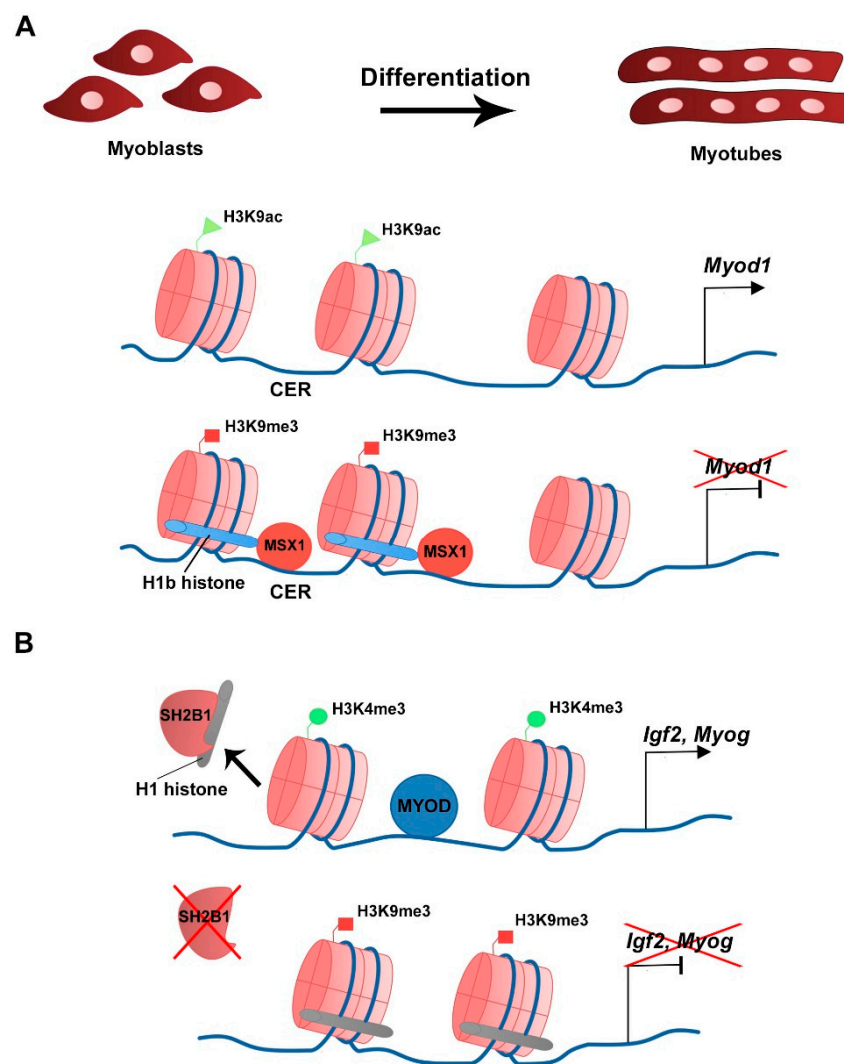 A
Differentiation
Myoblasts
Myotubes
H3K9ac
H3K9ac
Myod1
CER
H3K9me3
H3K9me3
Myod1
MSX1
MSX1
H1b histone
CER
B
SH2B1
H3K4me3
H3K4me3
Igf2, Myog
H1 histone
MYOD
SH2B1
H3K9me3
H3K9me3
Igf2, Myog